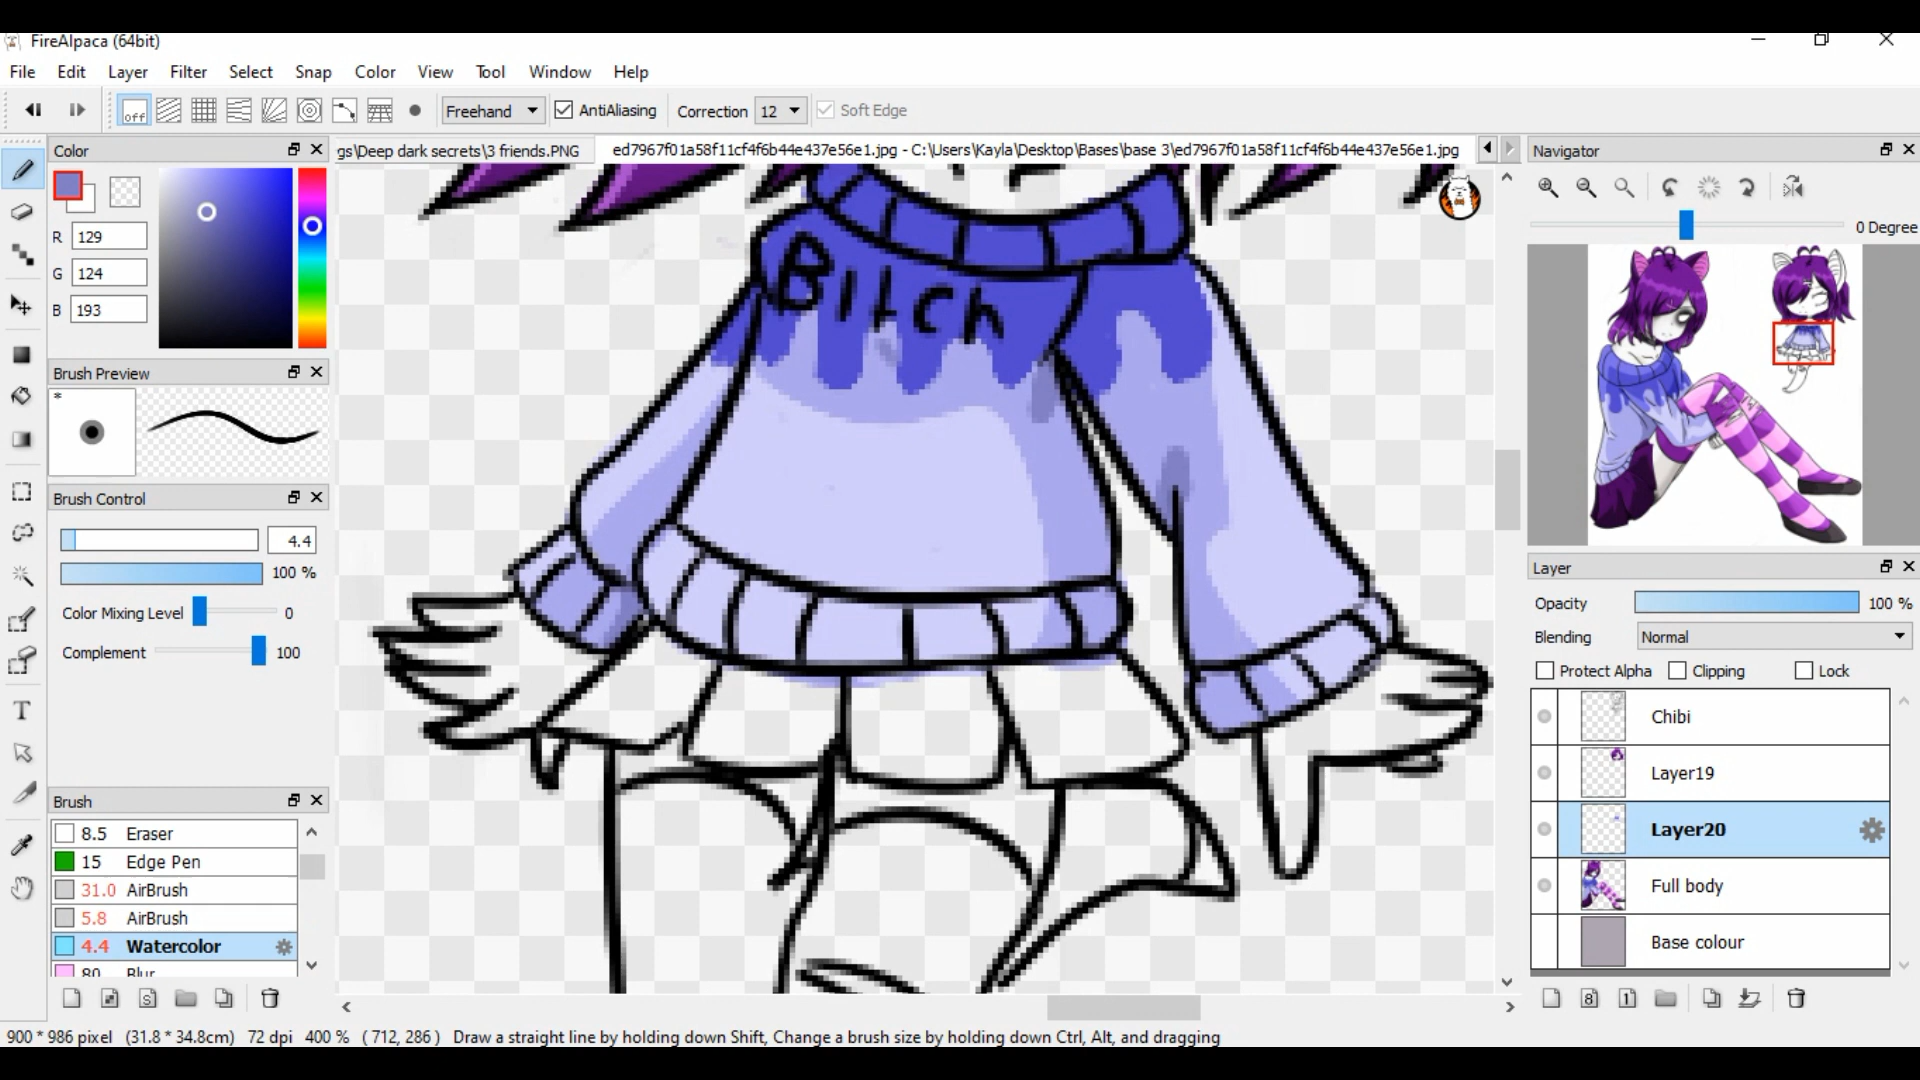 FireAlpaca (64bit)
File Edit Layer Filter Select Snap Color View Tool Window Help
off Freehand AntiAliasing Correction 12 Soft Edge
Color
gs\Deep dark secrets\3 friends.PNG
ed7967f01a58f11cf4f6b44e437e56e1.jpg - C:\Users\Kayla\Desktop\Bases\base 3\ed7967f01a58f11cf4f6b44e437e56e1.jpg
Navigator
R 129
G 124
B 193
0 Degree
Bitch
Brush Preview
*
Brush Control
4.4
100 %
Color Mixing Level 0
Complement 100
Layer
Opacity 100 %
Blending Normal
Protect Alpha Clipping Lock
Chibi
Layer19
Layer20
Full body
Base colour
Brush
8.5 Eraser
15 Edge Pen
31.0 AirBrush
5.8 AirBrush
4.4 Watercolor
80 Blur
S
8 1
T
900 * 986 pixel (31.8 * 34.8cm) 72 dpi 400 % ( 712, 286 ) Draw a straight line by holding down Shift, Change a brush size by holding down Ctrl, Alt, and dragging